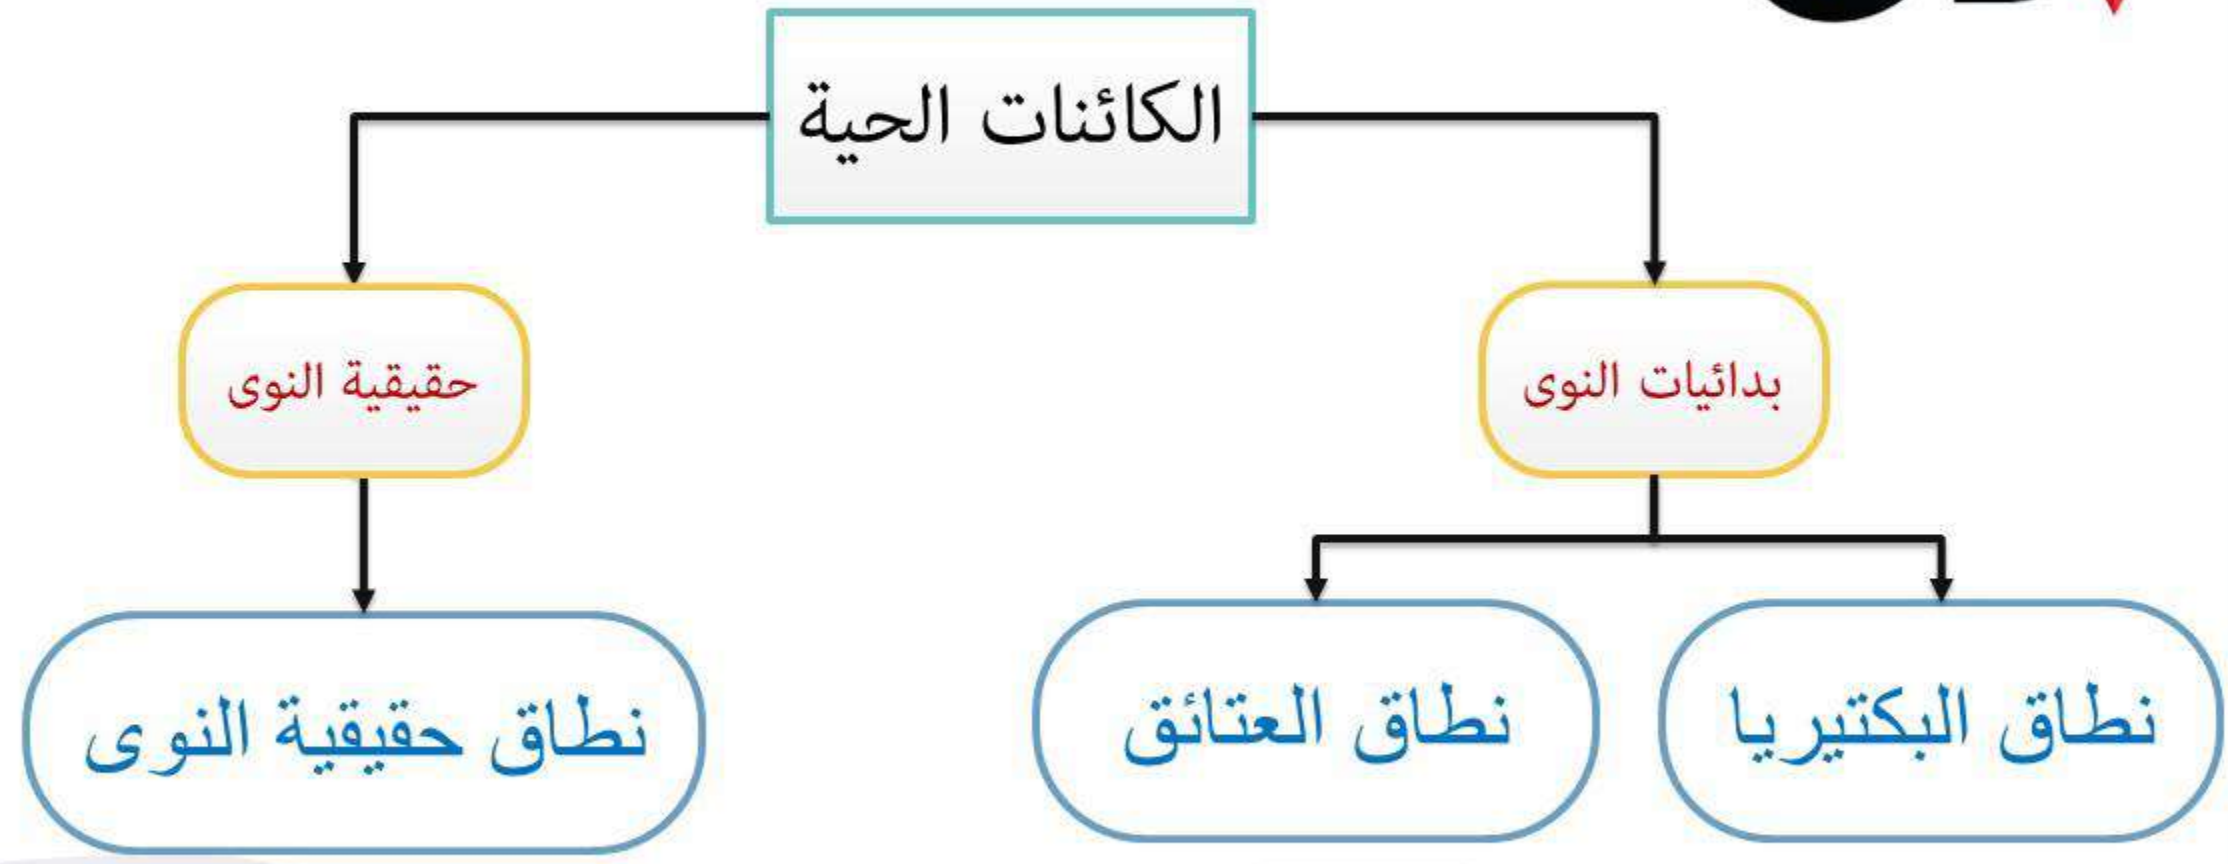 الكائنات الحية
بدائيات النوى
حقيقية النوى
نطاق البكتيريا
نطاق العتائق
نطاق حقيقية النوى